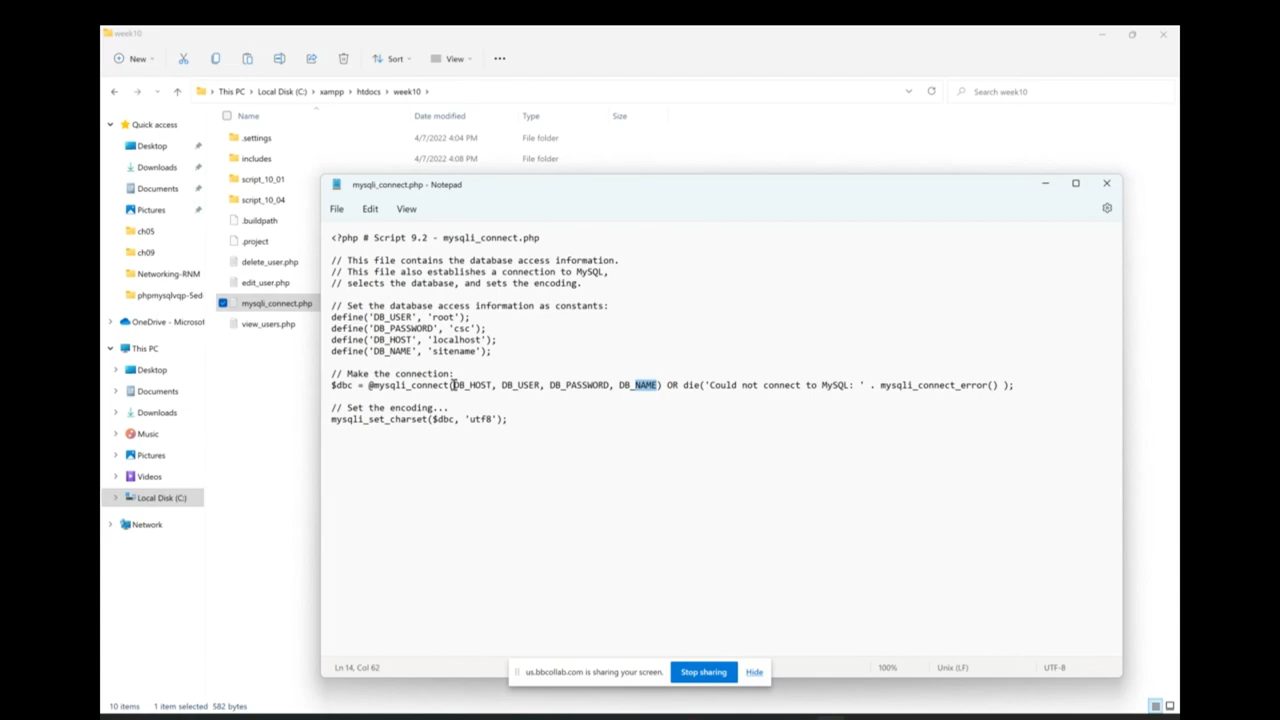 week10
New
Sort
View
This PC > Local Disk (C:) > xampp > htdocs > week10 >
Search week10
Quick access
Desktop
Downloads
Documents
Pictures
ch05
ch09
Networking-RNM
phpmysqlvqp-5ed
OneDrive - Microsof
This PC
Desktop
Documents
Downloads
Music
Pictures
Videos
Local Disk (C:)
Network
Name Date modified Type Size
.settings 4/7/2022 4:04 PM File folder
includes 4/7/2022 4:08 PM File folder
script_10_01
script_10_04
.buildpath
.project
delete_user.php
edit_user.php
mysqli_connect.php
view_users.php
mysqli_connect.php - Notepad
File Edit View
<?php # Script 9.2 - mysqli_connect.php
// This file contains the database access information.
// This file also establishes a connection to MySQL,
// selects the database, and sets the encoding.
// Set the database access information as constants:
define('DB_USER', 'root');
define('DB_PASSWORD', 'csc');
define('DB_HOST', 'localhost');
define('DB_NAME', 'sitename');
// Make the connection:
$dbc = @mysqli_connect(DB_HOST, DB_USER, DB_PASSWORD, DB_NAME) OR die('Could not connect to MySQL: ' . mysqli_connect_error() );
// Set the encoding...
mysqli_set_charset($dbc, 'utf8');
Ln 14, Col 62
100%
Unix (LF)
UTF-8
us.bbcollab.com is sharing your screen.
Stop sharing
Hide
10 items 1 item selected 582 bytes